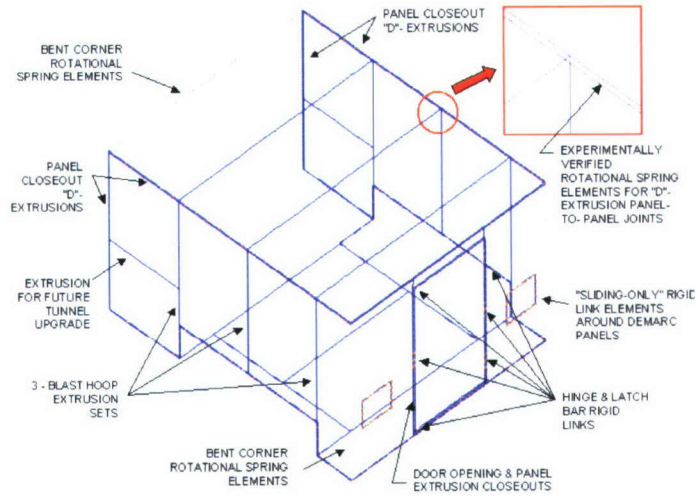 PANEL CLOSEOUT
"D"- EXTRUSIONS
BENT CORNER
ROTATIONAL
SPRING ELEMENTS
EXPERIMENTALLY
VERIFIED
ROTATIONAL SPRING
ELEMENTS FOR "D"-
EXTRUSION PANEL-
TO- PANEL JOINTS
PANEL
CLOSEOUT
"D"-
EXTRUSIONS
EXTRUSION
FOR FUTURE
TUNNEL
UPGRADE
"SLIDING-ONLY" RIGID
LINK ELEMENTS
AROUND DEMARC
PANELS
3 - BLAST HOOP
EXTRUSION
SETS
HINGE & LATCH
BAR RIGID
LINKS
BENT CORNER
ROTATIONAL SPRING
ELEMENTS
DOOR OPENING & PANEL
EXTRUSION CLOSEOUTS